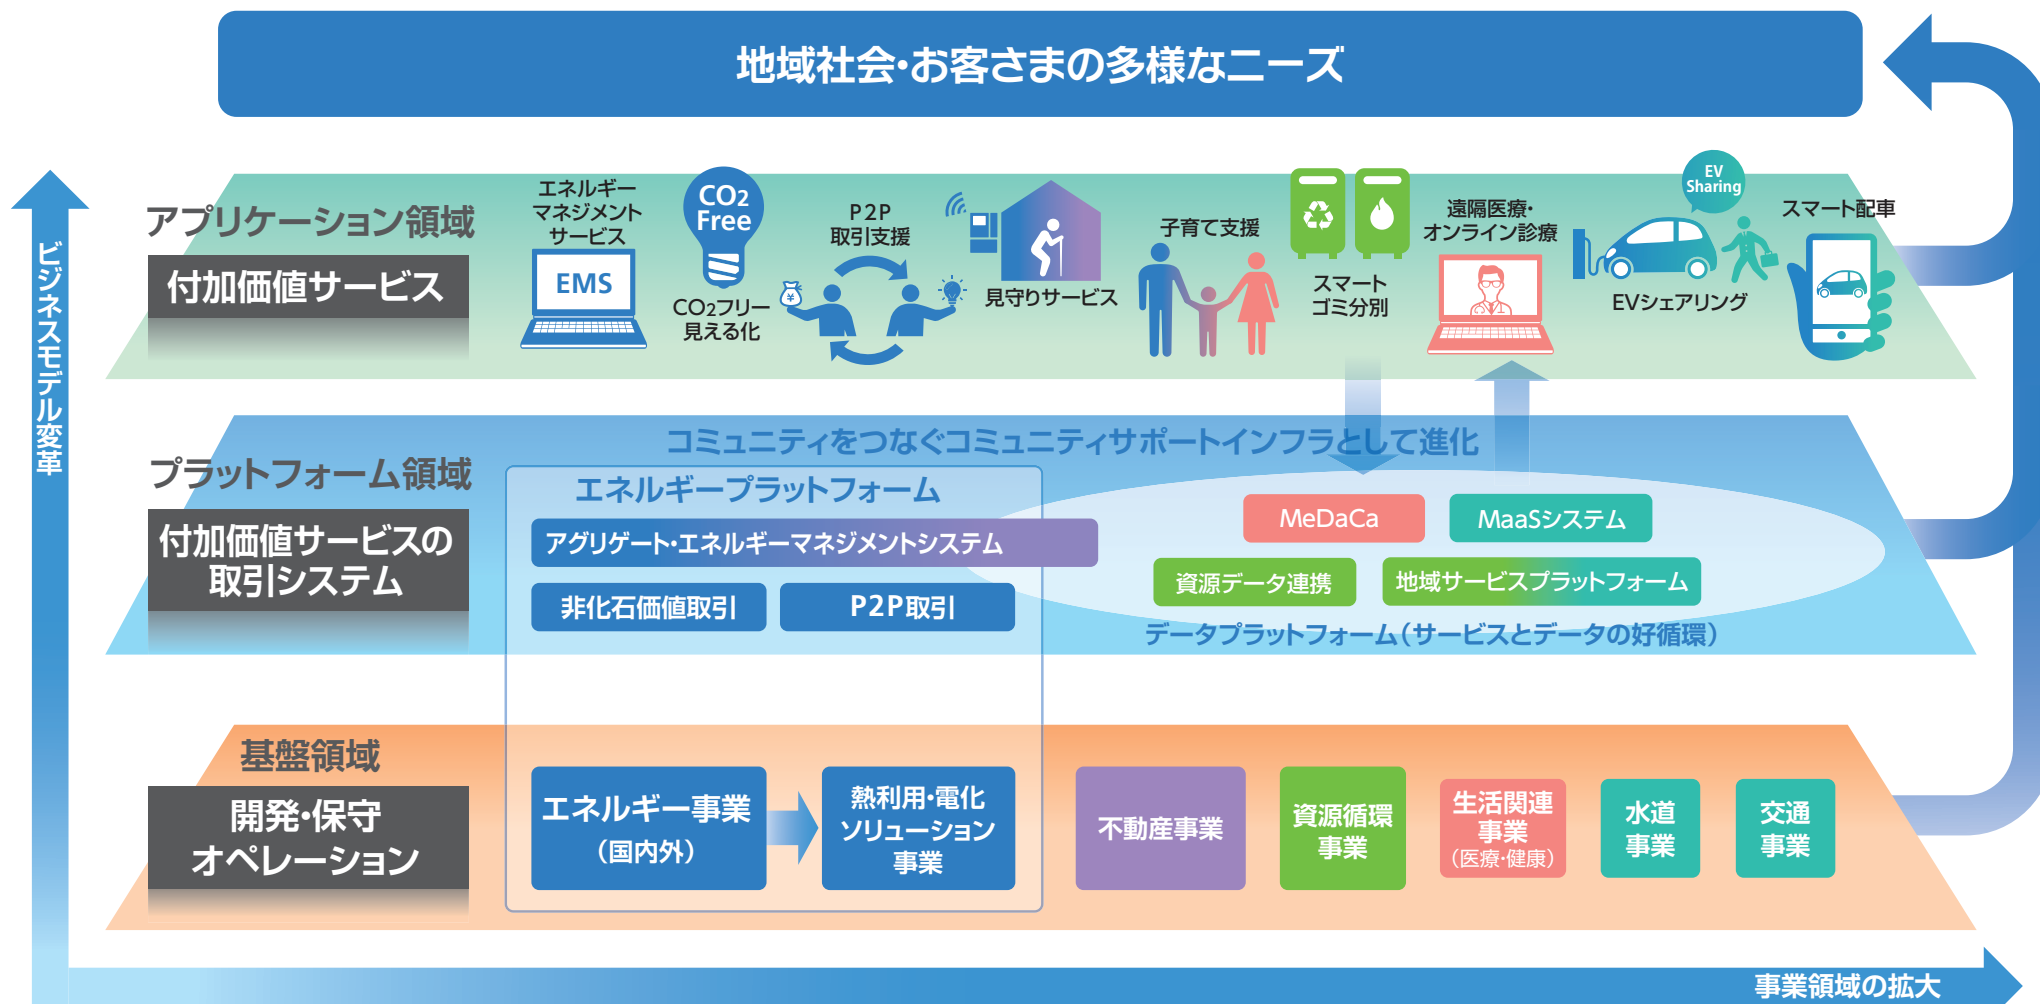 地域社会・お客さまの多様なニーズ
ビジネスモデル変革
アプリケーション領域
付加価値サービス
エネルギー
マネジメント
サービス
EMS
CO2
Free
CO2フリー
見える化
P2P
取引支援
¥
見守りサービス
子育て支援
スマート
ゴミ分別
遠隔医療・
オンライン診療
EV
Sharing
EVシェアリング
スマート配車
コミュニティをつなぐコミュニティサポートインフラとして進化
プラットフォーム領域
付加価値サービスの
取引システム
エネルギープラットフォーム
アグリゲート・エネルギーマネジメントシステム
非化石価値取引
P2P取引
MeDaCa
MaaSシステム
資源データ連携
地域サービスプラットフォーム
データプラットフォーム（サービスとデータの好循環）
基盤領域
開発・保守
オペレーション
エネルギー事業
（国内外）
熱利用・電化
ソリューション
事業
不動産事業
資源循環
事業
生活関連
事業
（医療・健康）
水道
事業
交通
事業
事業領域の拡大